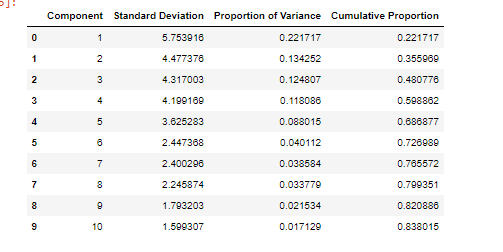 5]:
Component Standard Deviation Proportion of Variance Cumulative Proportion
0 1 5.753916 0.221717 0.221717
1 2 4.477376 0.134252 0.355969
2 3 4.317003 0.124807 0.480776
3 4 4.199169 0.118086 0.598862
4 5 3.625283 0.088015 0.686877
5 6 2.447368 0.040112 0.726989
6 7 2.400296 0.038584 0.765572
7 8 2.245874 0.033779 0.799351
8 9 1.793203 0.021534 0.820886
9 10 1.599307 0.017129 0.838015